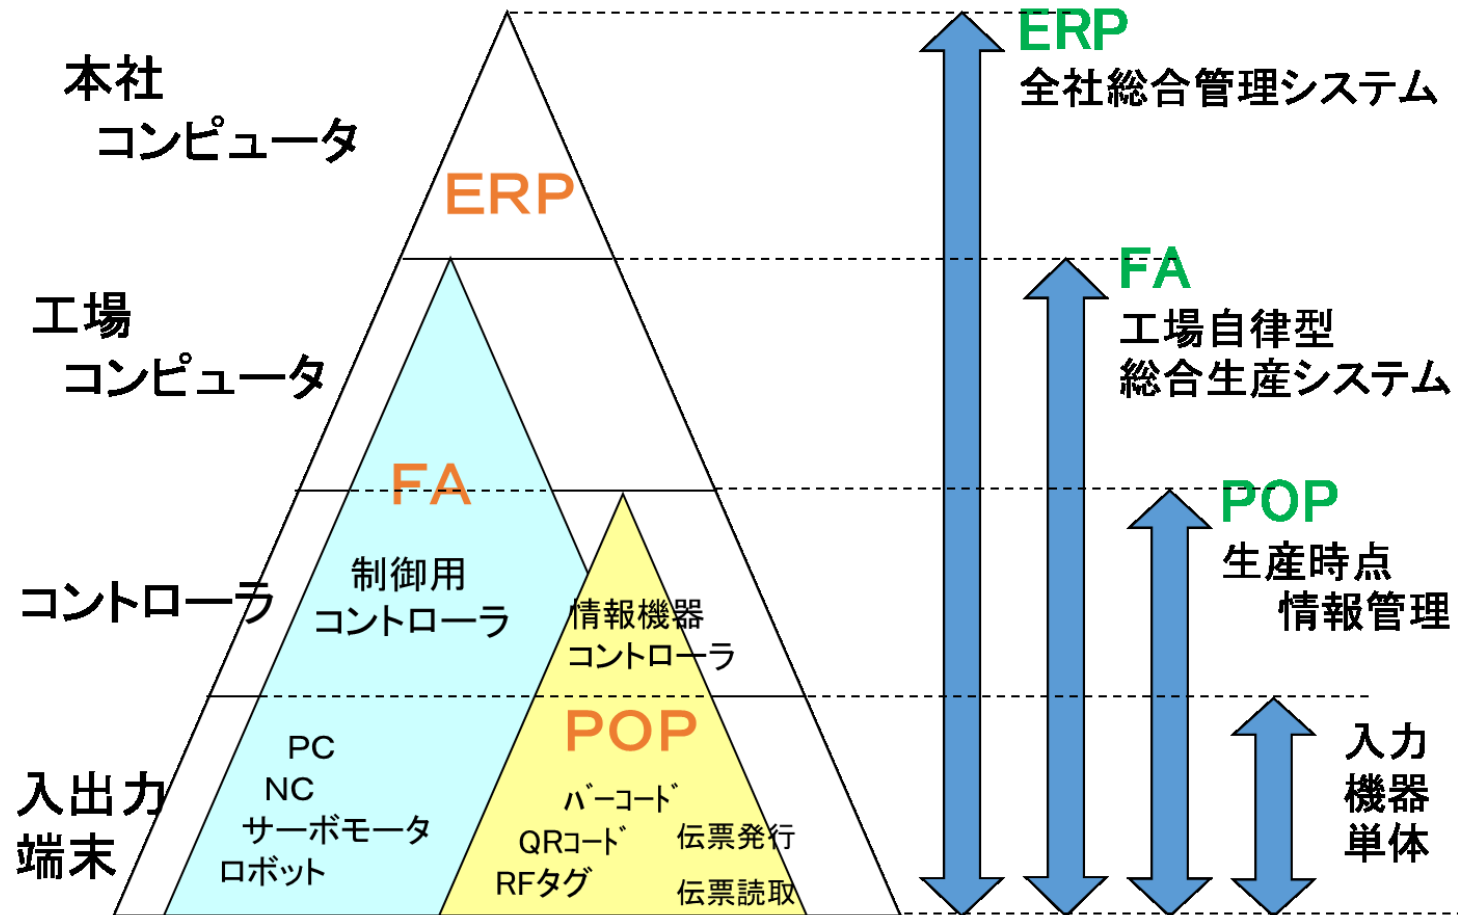 本社
コンピュータ
ERP
工場
コンピュータ
FA
制御用
コントローラ
コントローラ
情報機器
コントローラ
POP
入出力
端末
PC
NC
サーボモータ
ロボット
ﾊﾞｰｺｰﾄﾞ
QRｺｰﾄﾞ
RFタグ
伝票発行
伝票読取
ERP
全社総合管理システム
FA
工場自律型
総合生産システム
POP
生産時点
情報管理
入力
機器
単体